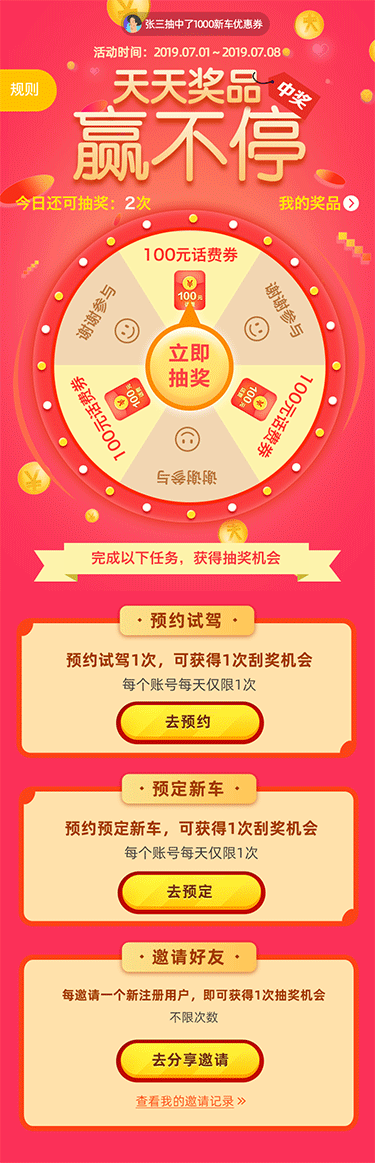 张三抽中了1000新车优惠券
活动时间：2019.07.01～2019.07.08
规则
天天奖品
中奖
赢不停
今日还可抽奖：2次
我的奖品
100元话费券
¥
100元
谢谢参与
谢谢参与
立即
抽奖
100元话费券
100元
100元话费券
100元
谢谢参与
完成以下任务，获得抽奖机会
· 预约试驾 ·
预约试驾1次，可获得1次刮奖机会
每个账号每天仅限1次
去预约
· 预定新车 ·
预约预定新车，可获得1次刮奖机会
每个账号每天仅限1次
去预定
· 邀请好友 ·
每邀请一个新注册用户，即可获得1次抽奖机会
不限次数
去分享邀请
查看我的邀请记录 »